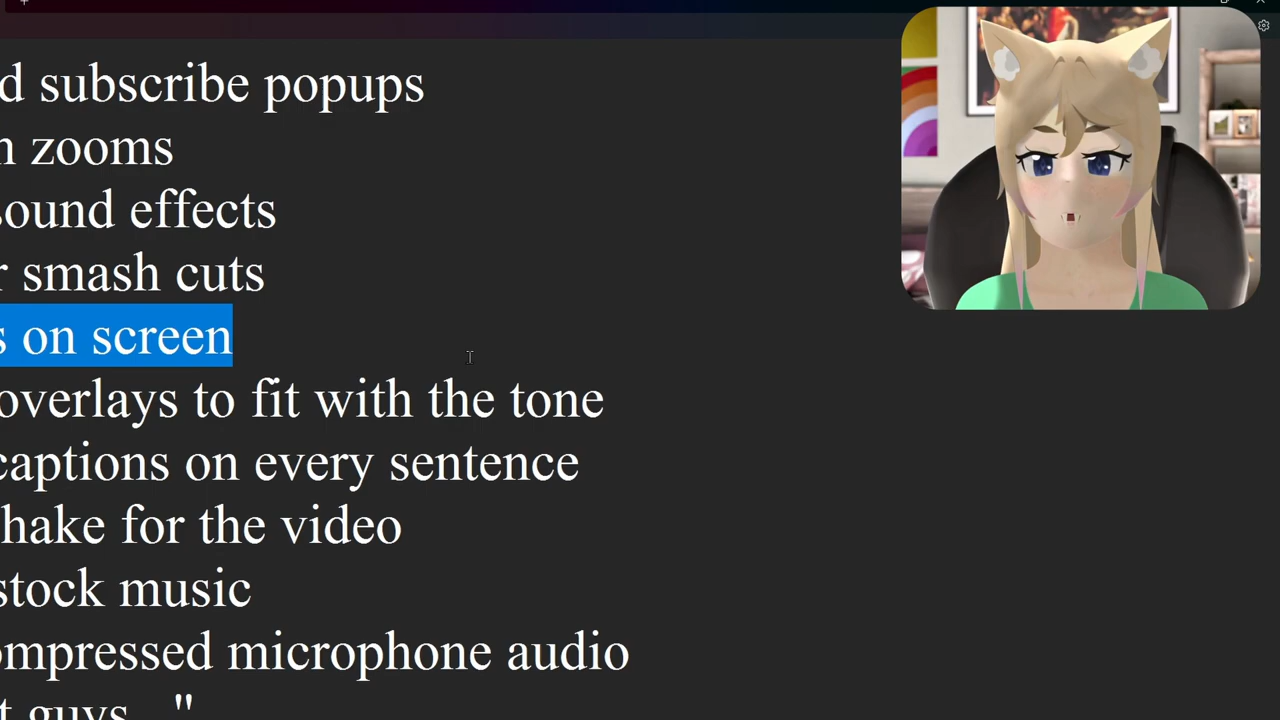 d subscribe popups
n zooms
sound effects
r smash cuts
s on screen
overlays to fit with the tone
captions on every sentence
hake for the video
stock music
ompressed microphone audio
t guys..."